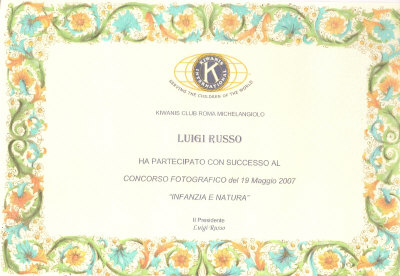 KIWANIS
K
INTERNATIONAL
SERVING THE CHILDREN OF THE WORLD
KIWANIS CLUB ROMA MICHELANGIOLO
LUIGI RUSSO
HA PARTECIPATO CON SUCCESSO AL
CONCORSO FOTOGRAFICO del 19 Maggio 2007
"INFANZIA E NATURA"
Il Presidente
Luigi Russo